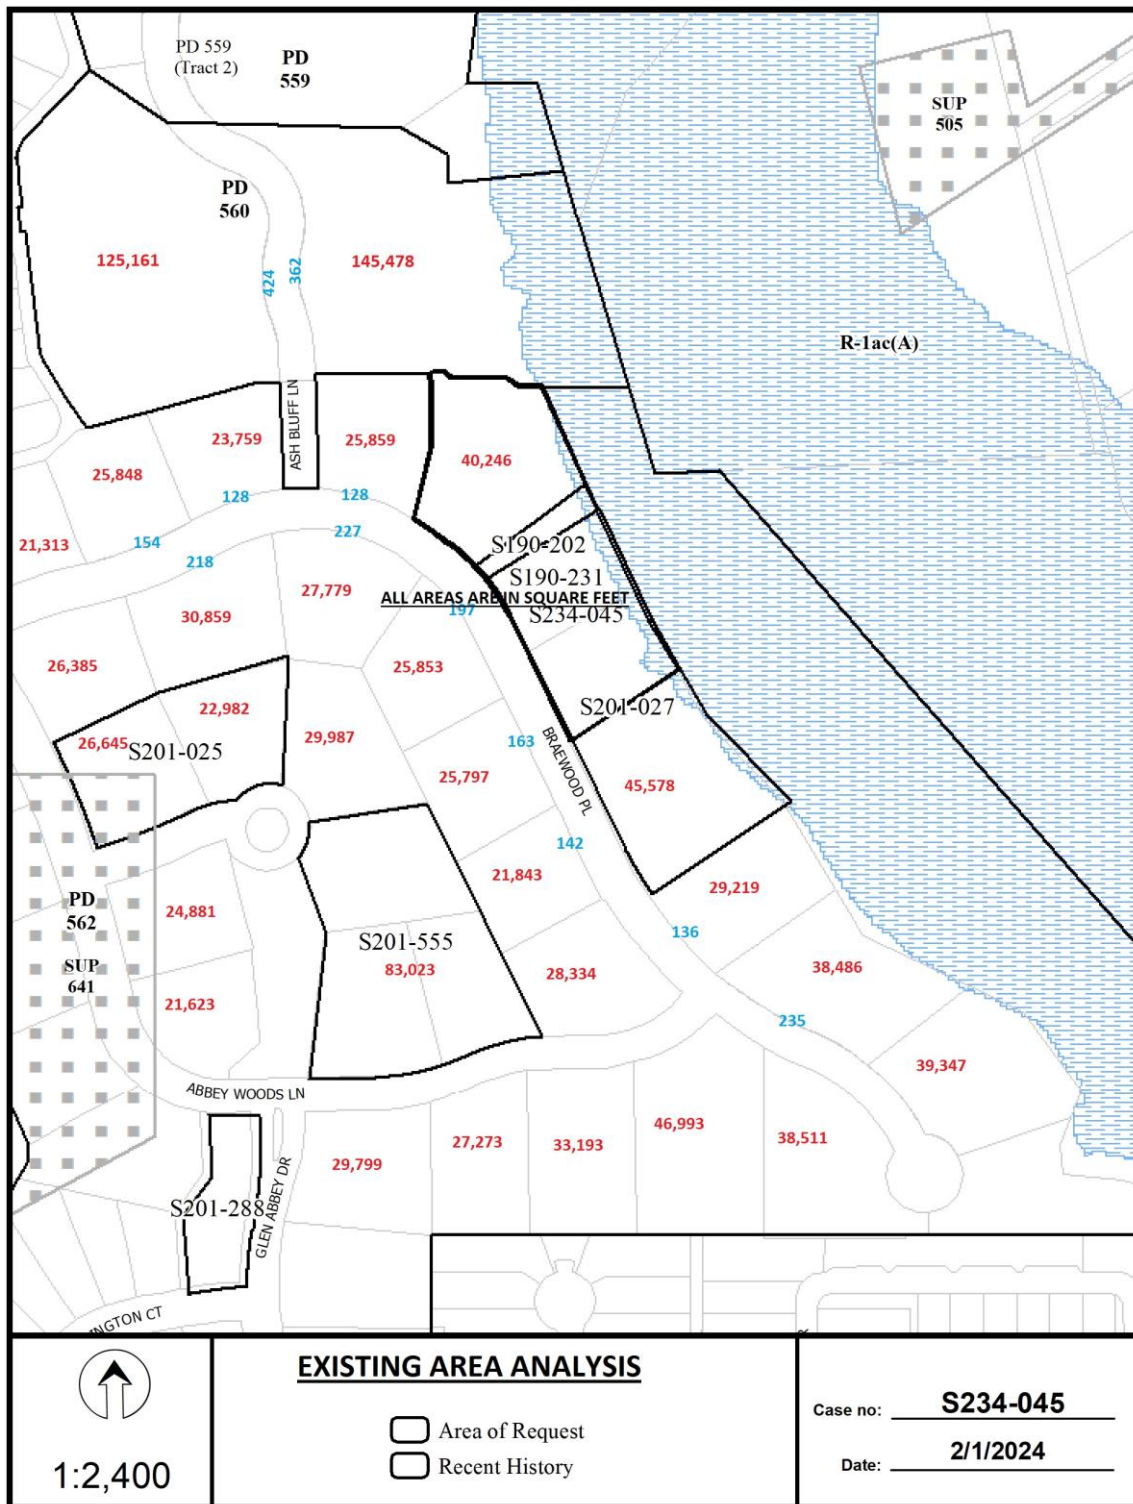 PD 559
(Tract 2)
PD
559
SUP
505
PD
560
125,161
145,478
424
362
R-1ac(A)
ASH BLUFF LN
23,759
25,859
40,246
25,848
128
128
21,313
154
227
218
S190-202
27,779
S190-231
ALL AREAS ARE IN SQUARE FEET
197
S234-045
30,859
26,385
25,853
22,982
S201-027
26,645
S201-025
29,987
163
BRAEWOOD PL
25,797
45,578
142
21,843
29,219
PD
562
24,881
136
S201-555
83,023
SUP
641
28,334
38,486
21,623
235
39,347
ABBEY WOODS LN
46,993
38,511
27,273
33,193
29,799
GLEN ABBEY DR
S201-288
INGTON CT
EXISTING AREA ANALYSIS
Area of Request
Recent History
1:2,400
Case no: S234-045
Date: 2/1/2024